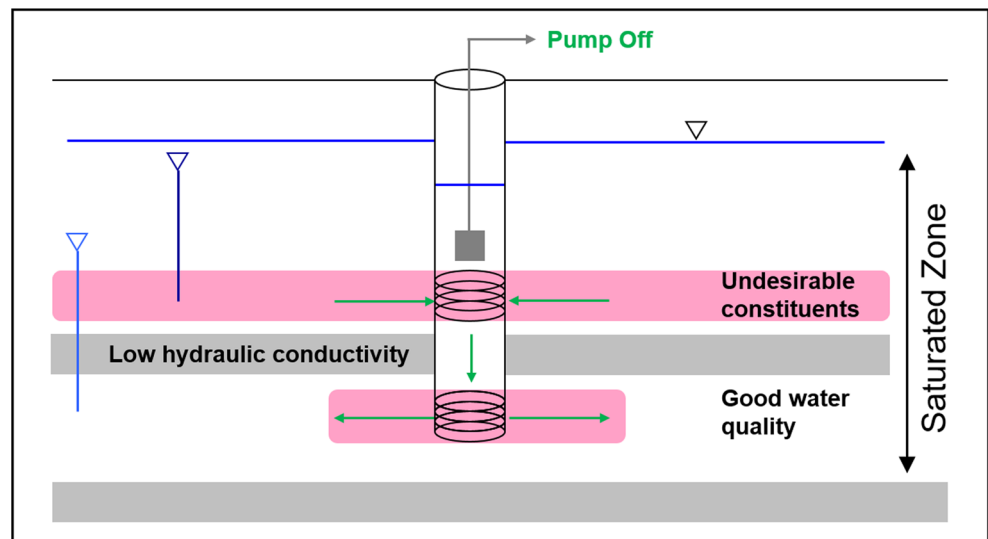 Pump Off
Undesirable
constituents
Low hydraulic conductivity
Good water
quality
Saturated Zone